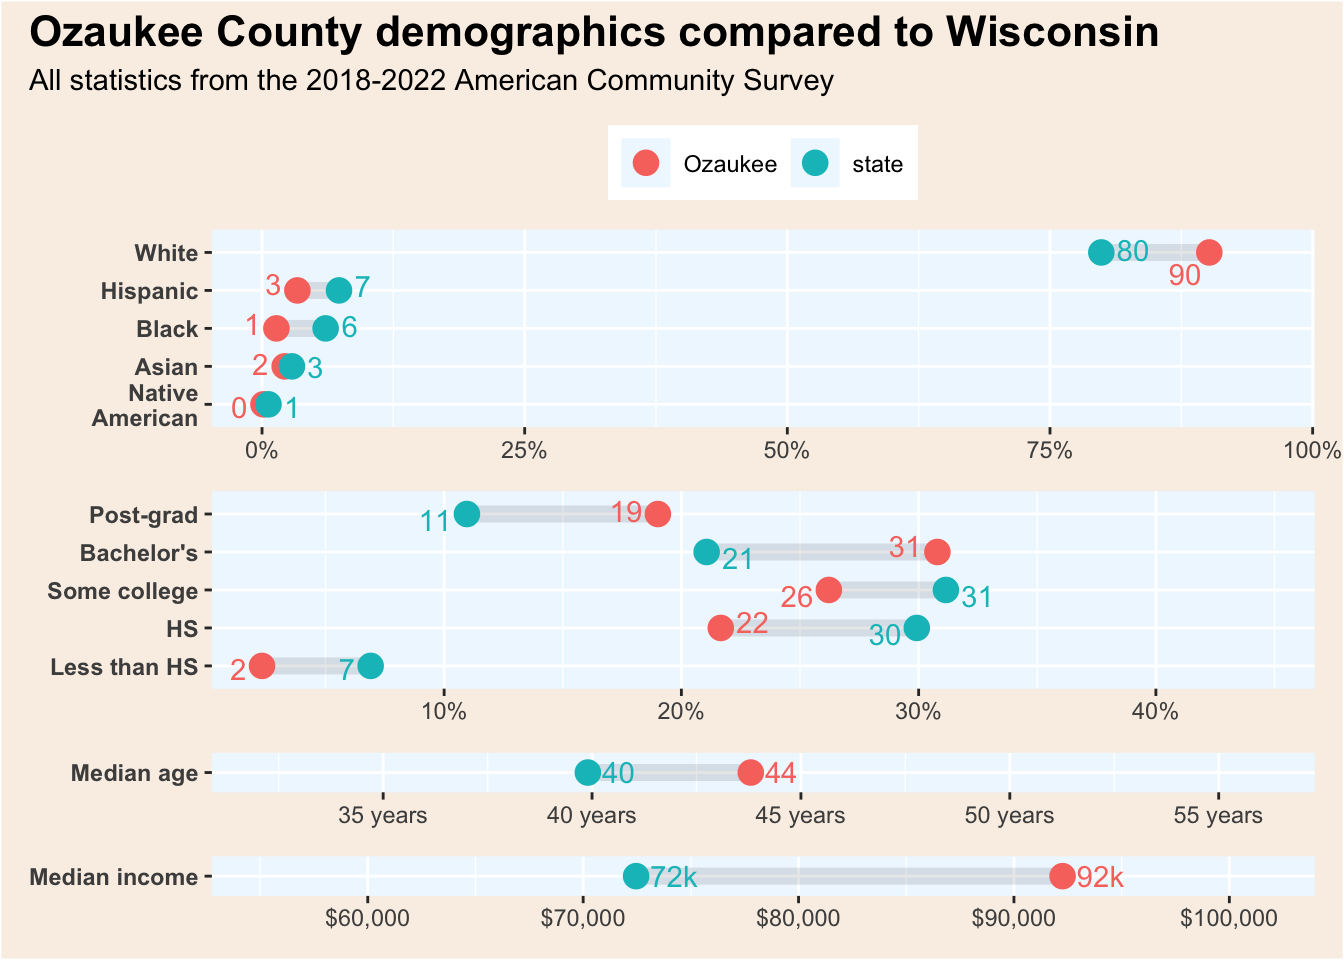 Ozaukee County demographics compared to Wisconsin
All statistics from the 2018-2022 American Community Survey
Ozaukee state
White 80 90
Hispanic 3 7
Black 1 6
Asian 2 3
Native
American 0 1
0% 25% 50% 75% 100%
Post-grad 11 19
Bachelor's 21 31
Some college 26 31
HS 22 30
Less than HS 2 7
10% 20% 30% 40%
Median age 40 44
35 years 40 years 45 years 50 years 55 years
Median income 72k 92k
$60,000 $70,000 $80,000 $90,000 $100,000